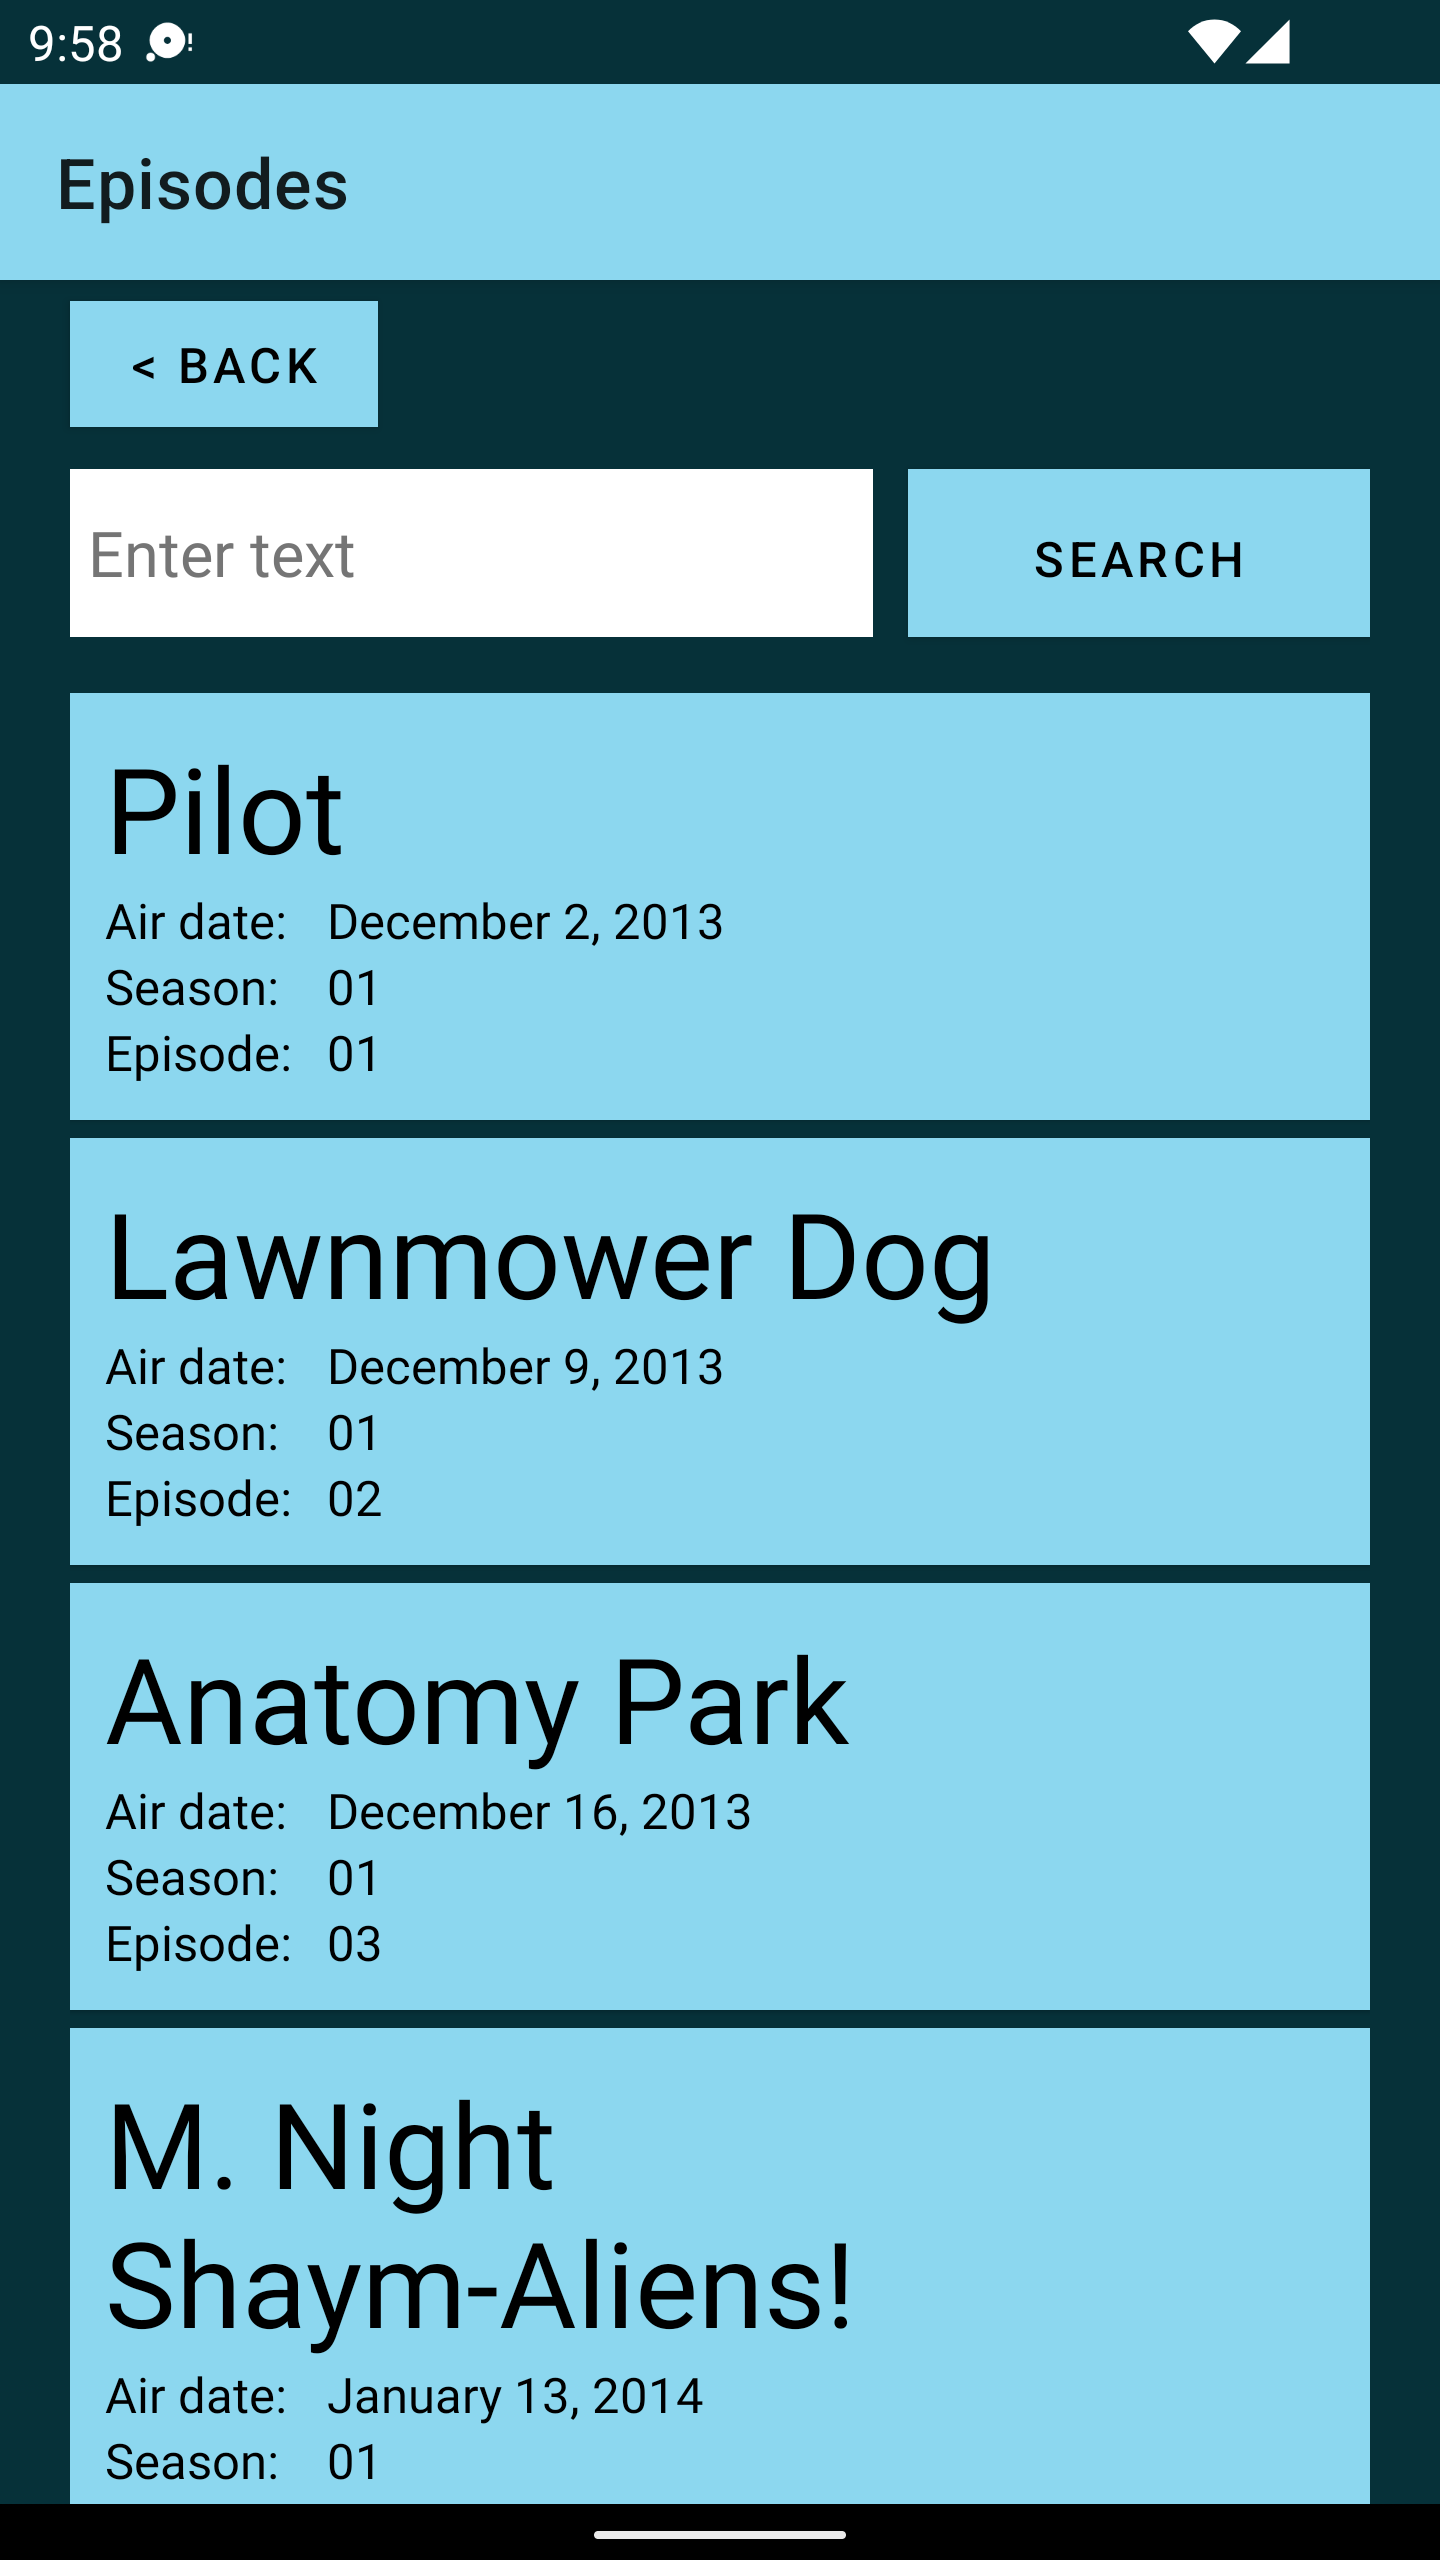 9:58
Episodes
< BACK
Enter text
SEARCH
Pilot
Air date: December 2, 2013
Season: 01
Episode: 01
Lawnmower Dog
Air date: December 9, 2013
Season: 01
Episode: 02
Anatomy Park
Air date: December 16, 2013
Season: 01
Episode: 03
M. Night
Shaym-Aliens!
Air date: January 13, 2014
Season: 01